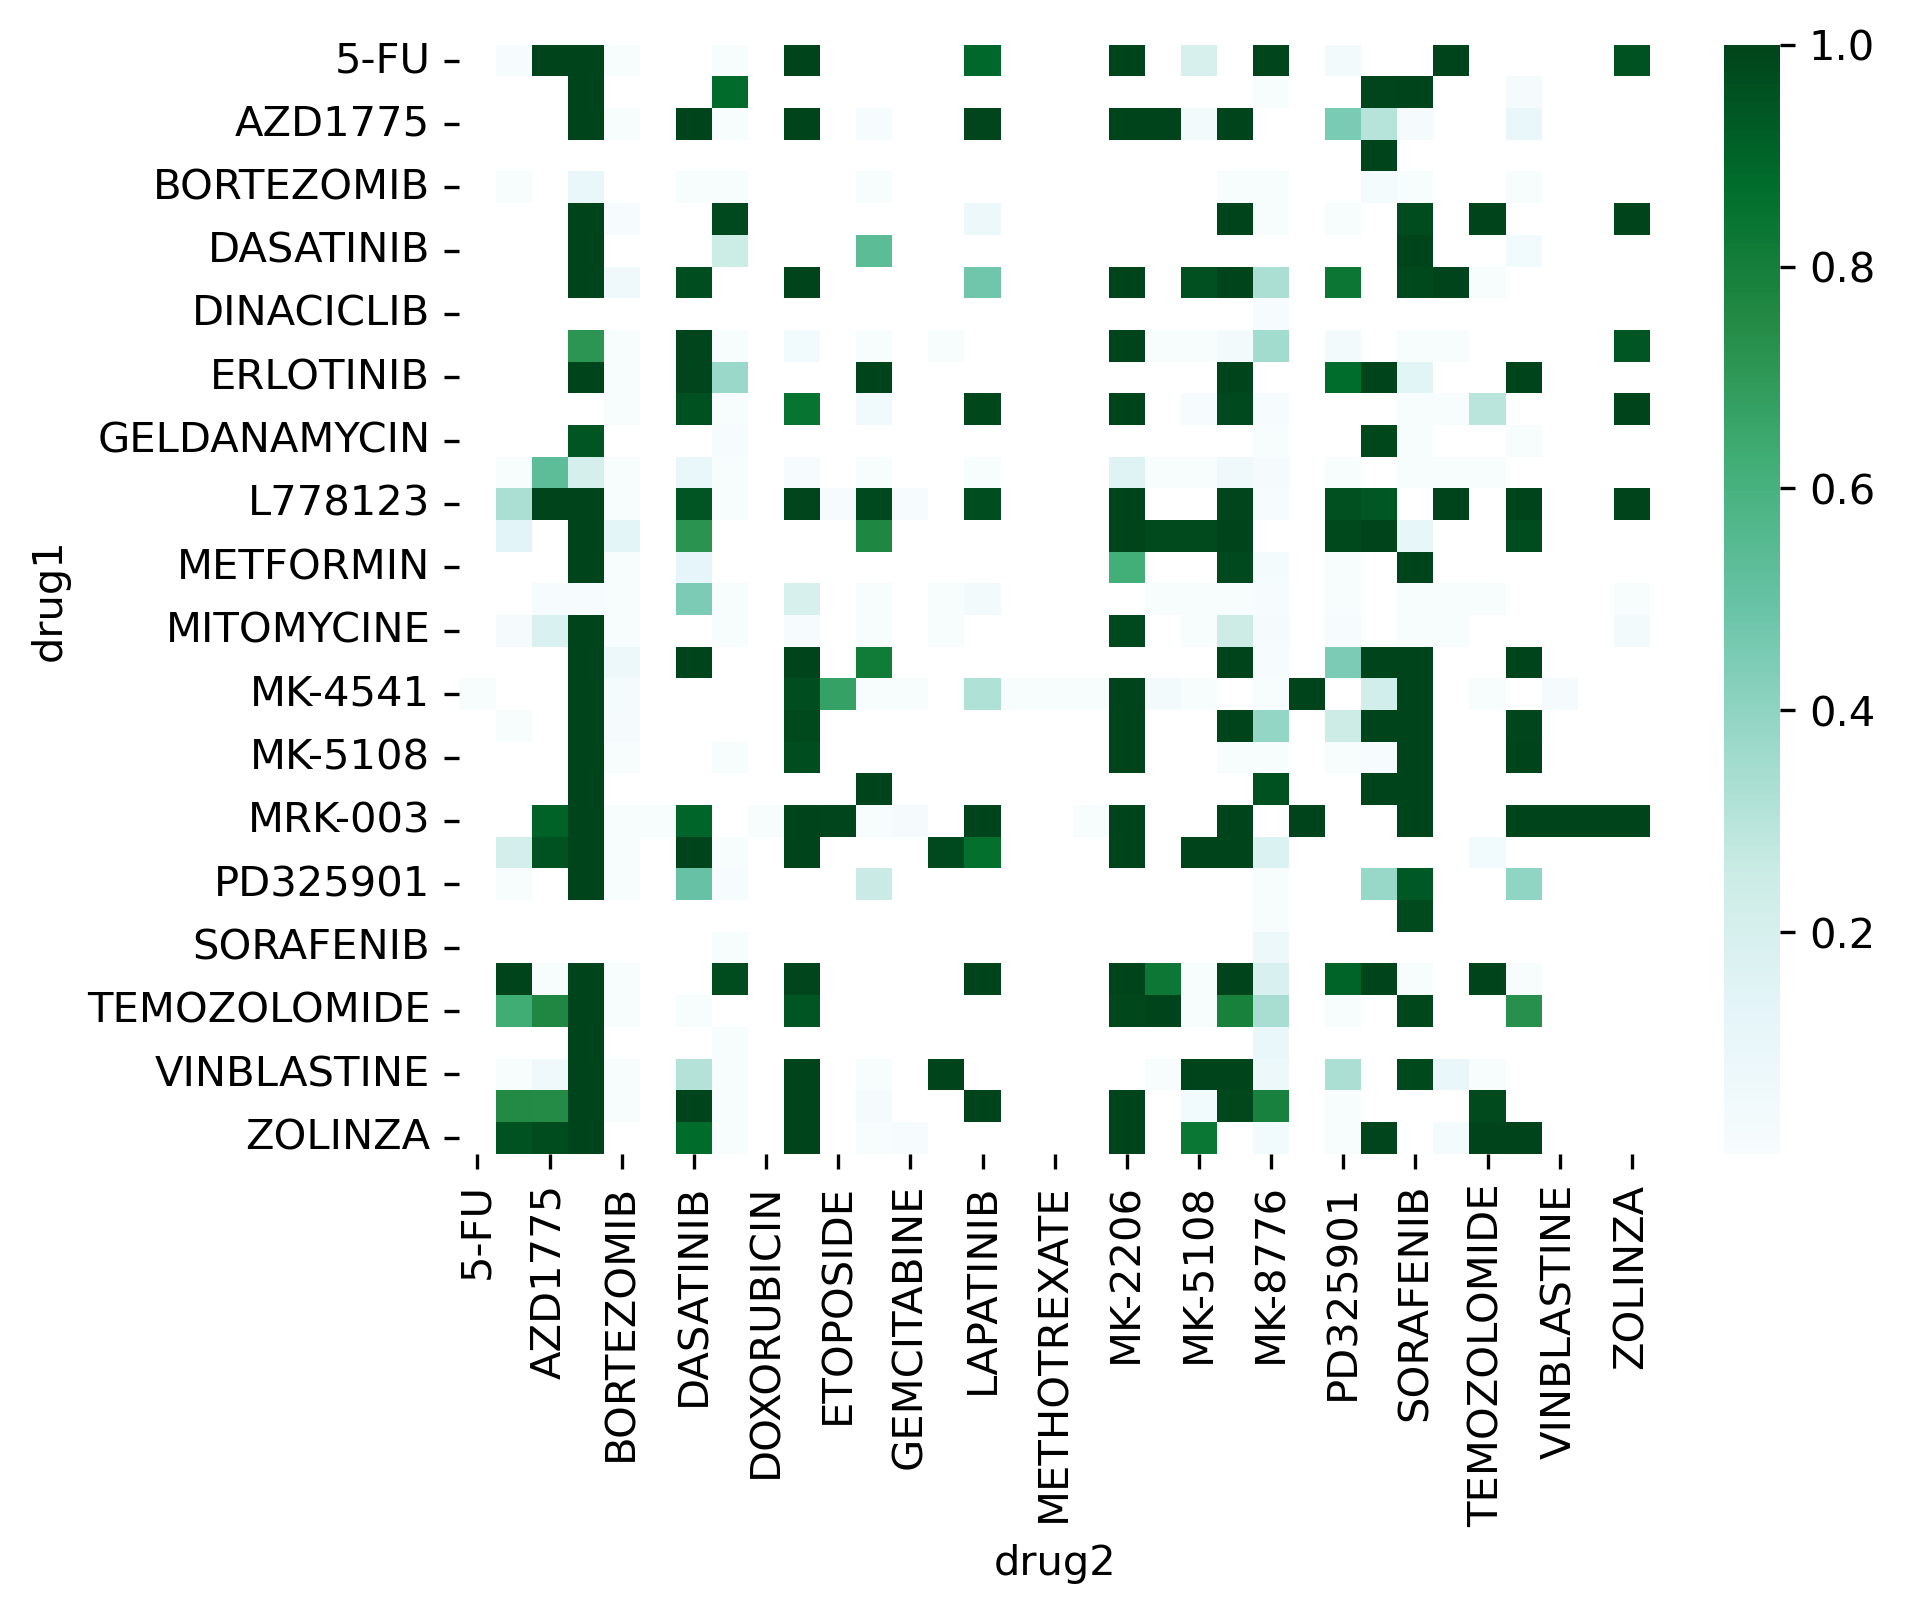 drug1
5-FU
AZD1775
BORTEZOMIB
DASATINIB
DINACICLIB
ERLOTINIB
GELDANAMYCIN
L778123
METFORMIN
MITOMYCINE
MK-4541
MK-5108
MRK-003
PD325901
SORAFENIB
TEMOZOLOMIDE
VINBLASTINE
ZOLINZA
5-FU
AZD1775
BORTEZOMIB
DASATINIB
DOXORUBICIN
ETOPOSIDE
GEMCITABINE
LAPATINIB
METHOTREXATE
MK-2206
MK-5108
MK-8776
PD325901
SORAFENIB
TEMOZOLOMIDE
VINBLASTINE
ZOLINZA
drug2
1.0
0.8
0.6
0.4
0.2